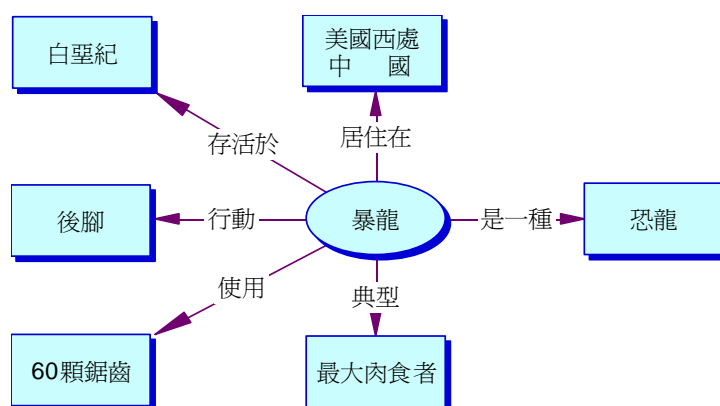 白堊紀
美國西處
中 國
存活於
居住在
後腳
行動
暴龍
是一種
恐龍
使用
典型
60顆鋸齒
最大肉食者